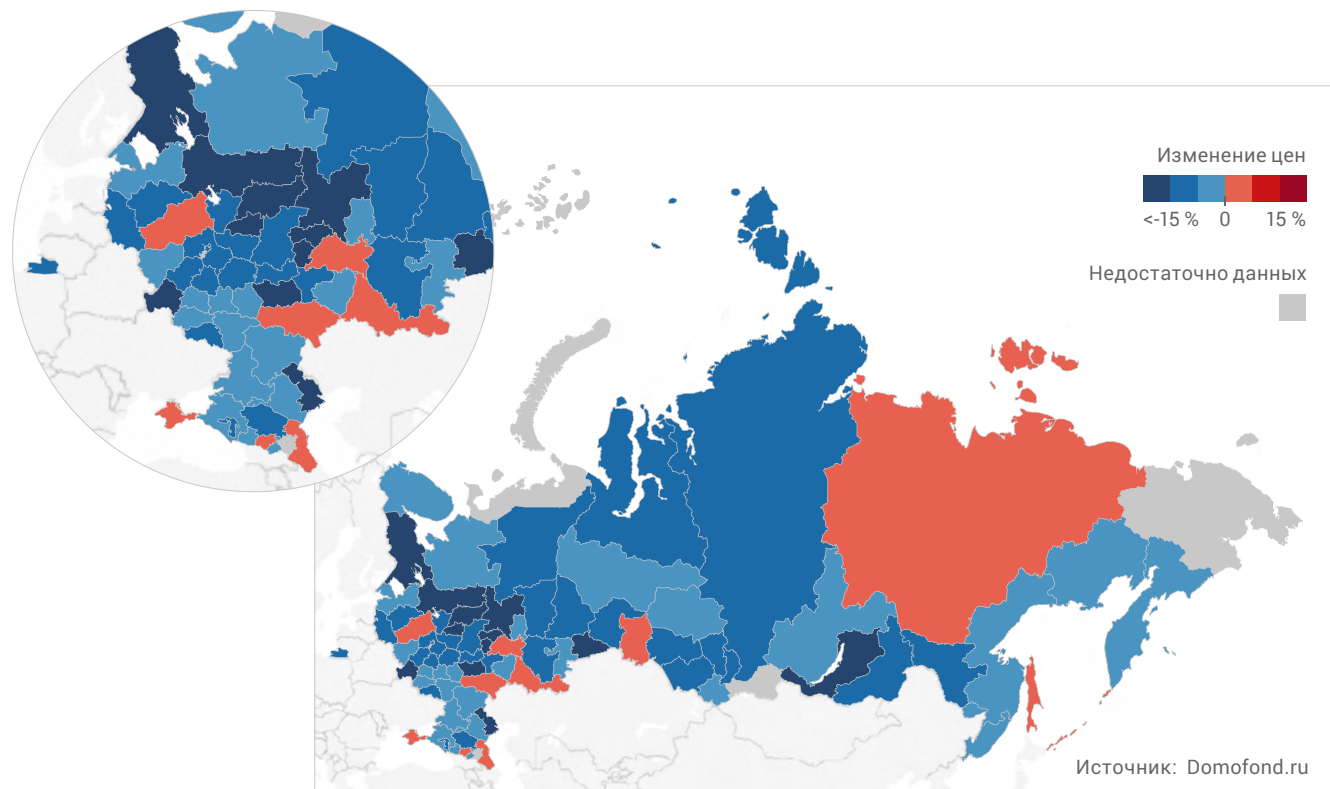 Изменение цен
<-15 % 0 15 %
Недостаточно данных
Источник: Domofond.ru